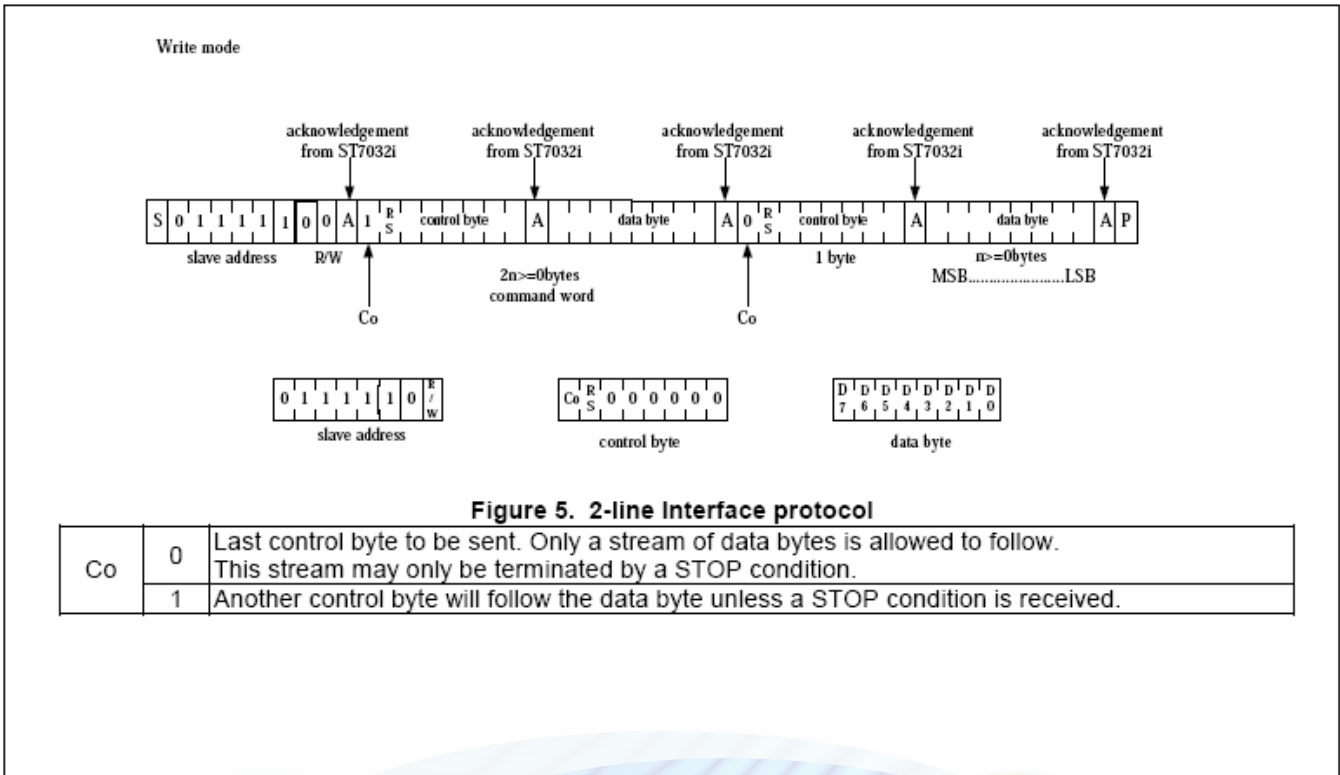 Write mode
acknowledgement acknowledgement acknowledgement acknowledgement acknowledgement
from ST7032i from ST7032i from ST7032i from ST7032i from ST7032i
S 0 1 1 1 1 1 0 0 A 1 RS control byte A data byte A 0 RS control byte A data byte A P
slave address R/W 2n>=0bytes 1 byte n>=0bytes
command word MSB........................LSB
Co Co
0 1 1 1 1 1 0 R/W Co RS 0 0 0 0 0 0 D7 D6 D5 D4 D3 D2 D1 D0
slave address control byte data byte
Figure 5. 2-line Interface protocol
Co 0 Last control byte to be sent. Only a stream of data bytes is allowed to follow.
This stream may only be terminated by a STOP condition.
1 Another control byte will follow the data byte unless a STOP condition is received.